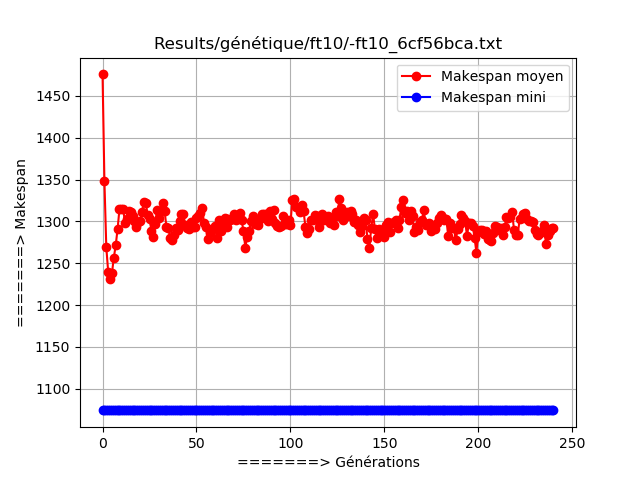 Results/génétique/ft10/-ft10_6cf56bca.txt
Makespan moyen
Makespan mini
1450
1400
1350
1300
1250
1200
1150
1100
=======> Makespan
0
50
100
150
200
250
=======> Générations